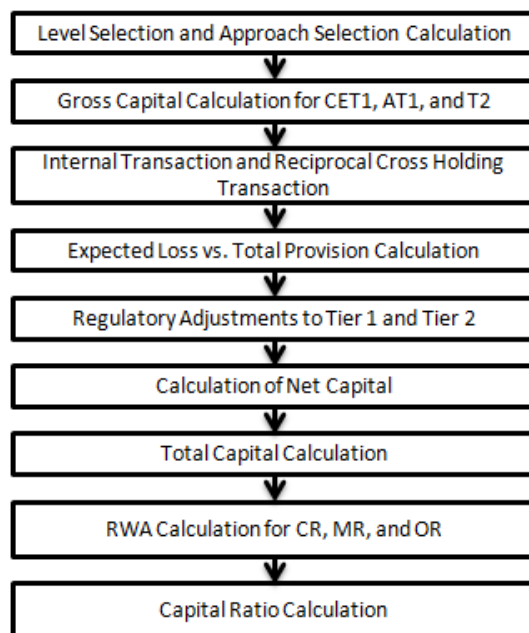 Level Selection and Approach Selection Calculation
Gross Capital Calculation for CET1, AT1, and T2
Internal Transaction and Reciprocal Cross Holding
Transaction
Expected Loss vs. Total Provision Calculation
Regulatory Adjustments to Tier 1 and Tier 2
Calculation of Net Capital
Total Capital Calculation
RWA Calculation for CR, MR, and OR
Capital Ratio Calculation